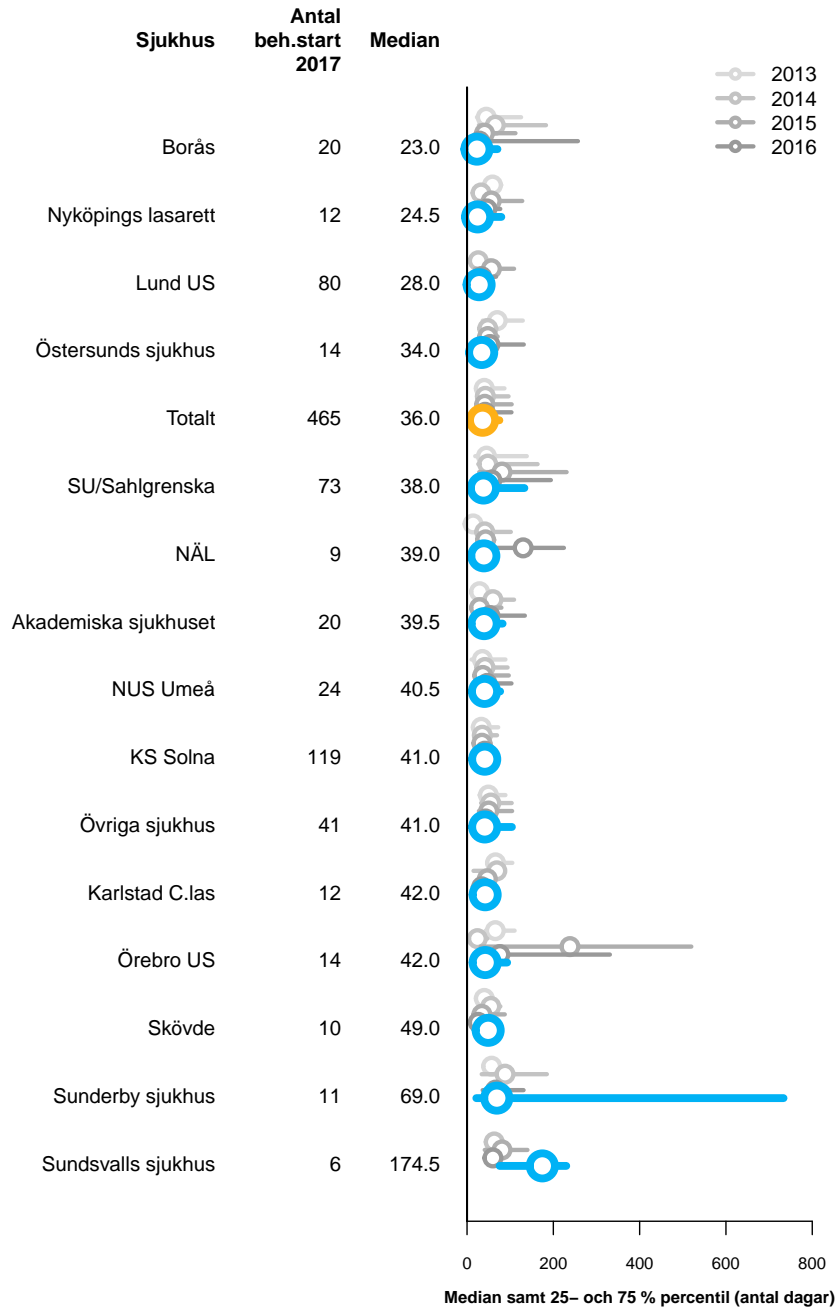 Sjukhus Antal beh.start 2017 Median
2013
2014
2015
2016
Borås 20 23.0
Nyköpings lasarett 12 24.5
Lund US 80 28.0
Östersunds sjukhus 14 34.0
Totalt 465 36.0
SU/Sahlgrenska 73 38.0
NÄL 9 39.0
Akademiska sjukhuset 20 39.5
NUS Umeå 24 40.5
KS Solna 119 41.0
Övriga sjukhus 41 41.0
Karlstad C.las 12 42.0
Örebro US 14 42.0
Skövde 10 49.0
Sunderby sjukhus 11 69.0
Sundsvalls sjukhus 6 174.5
0 200 400 600 800
Median samt 25− och 75 % percentil (antal dagar)